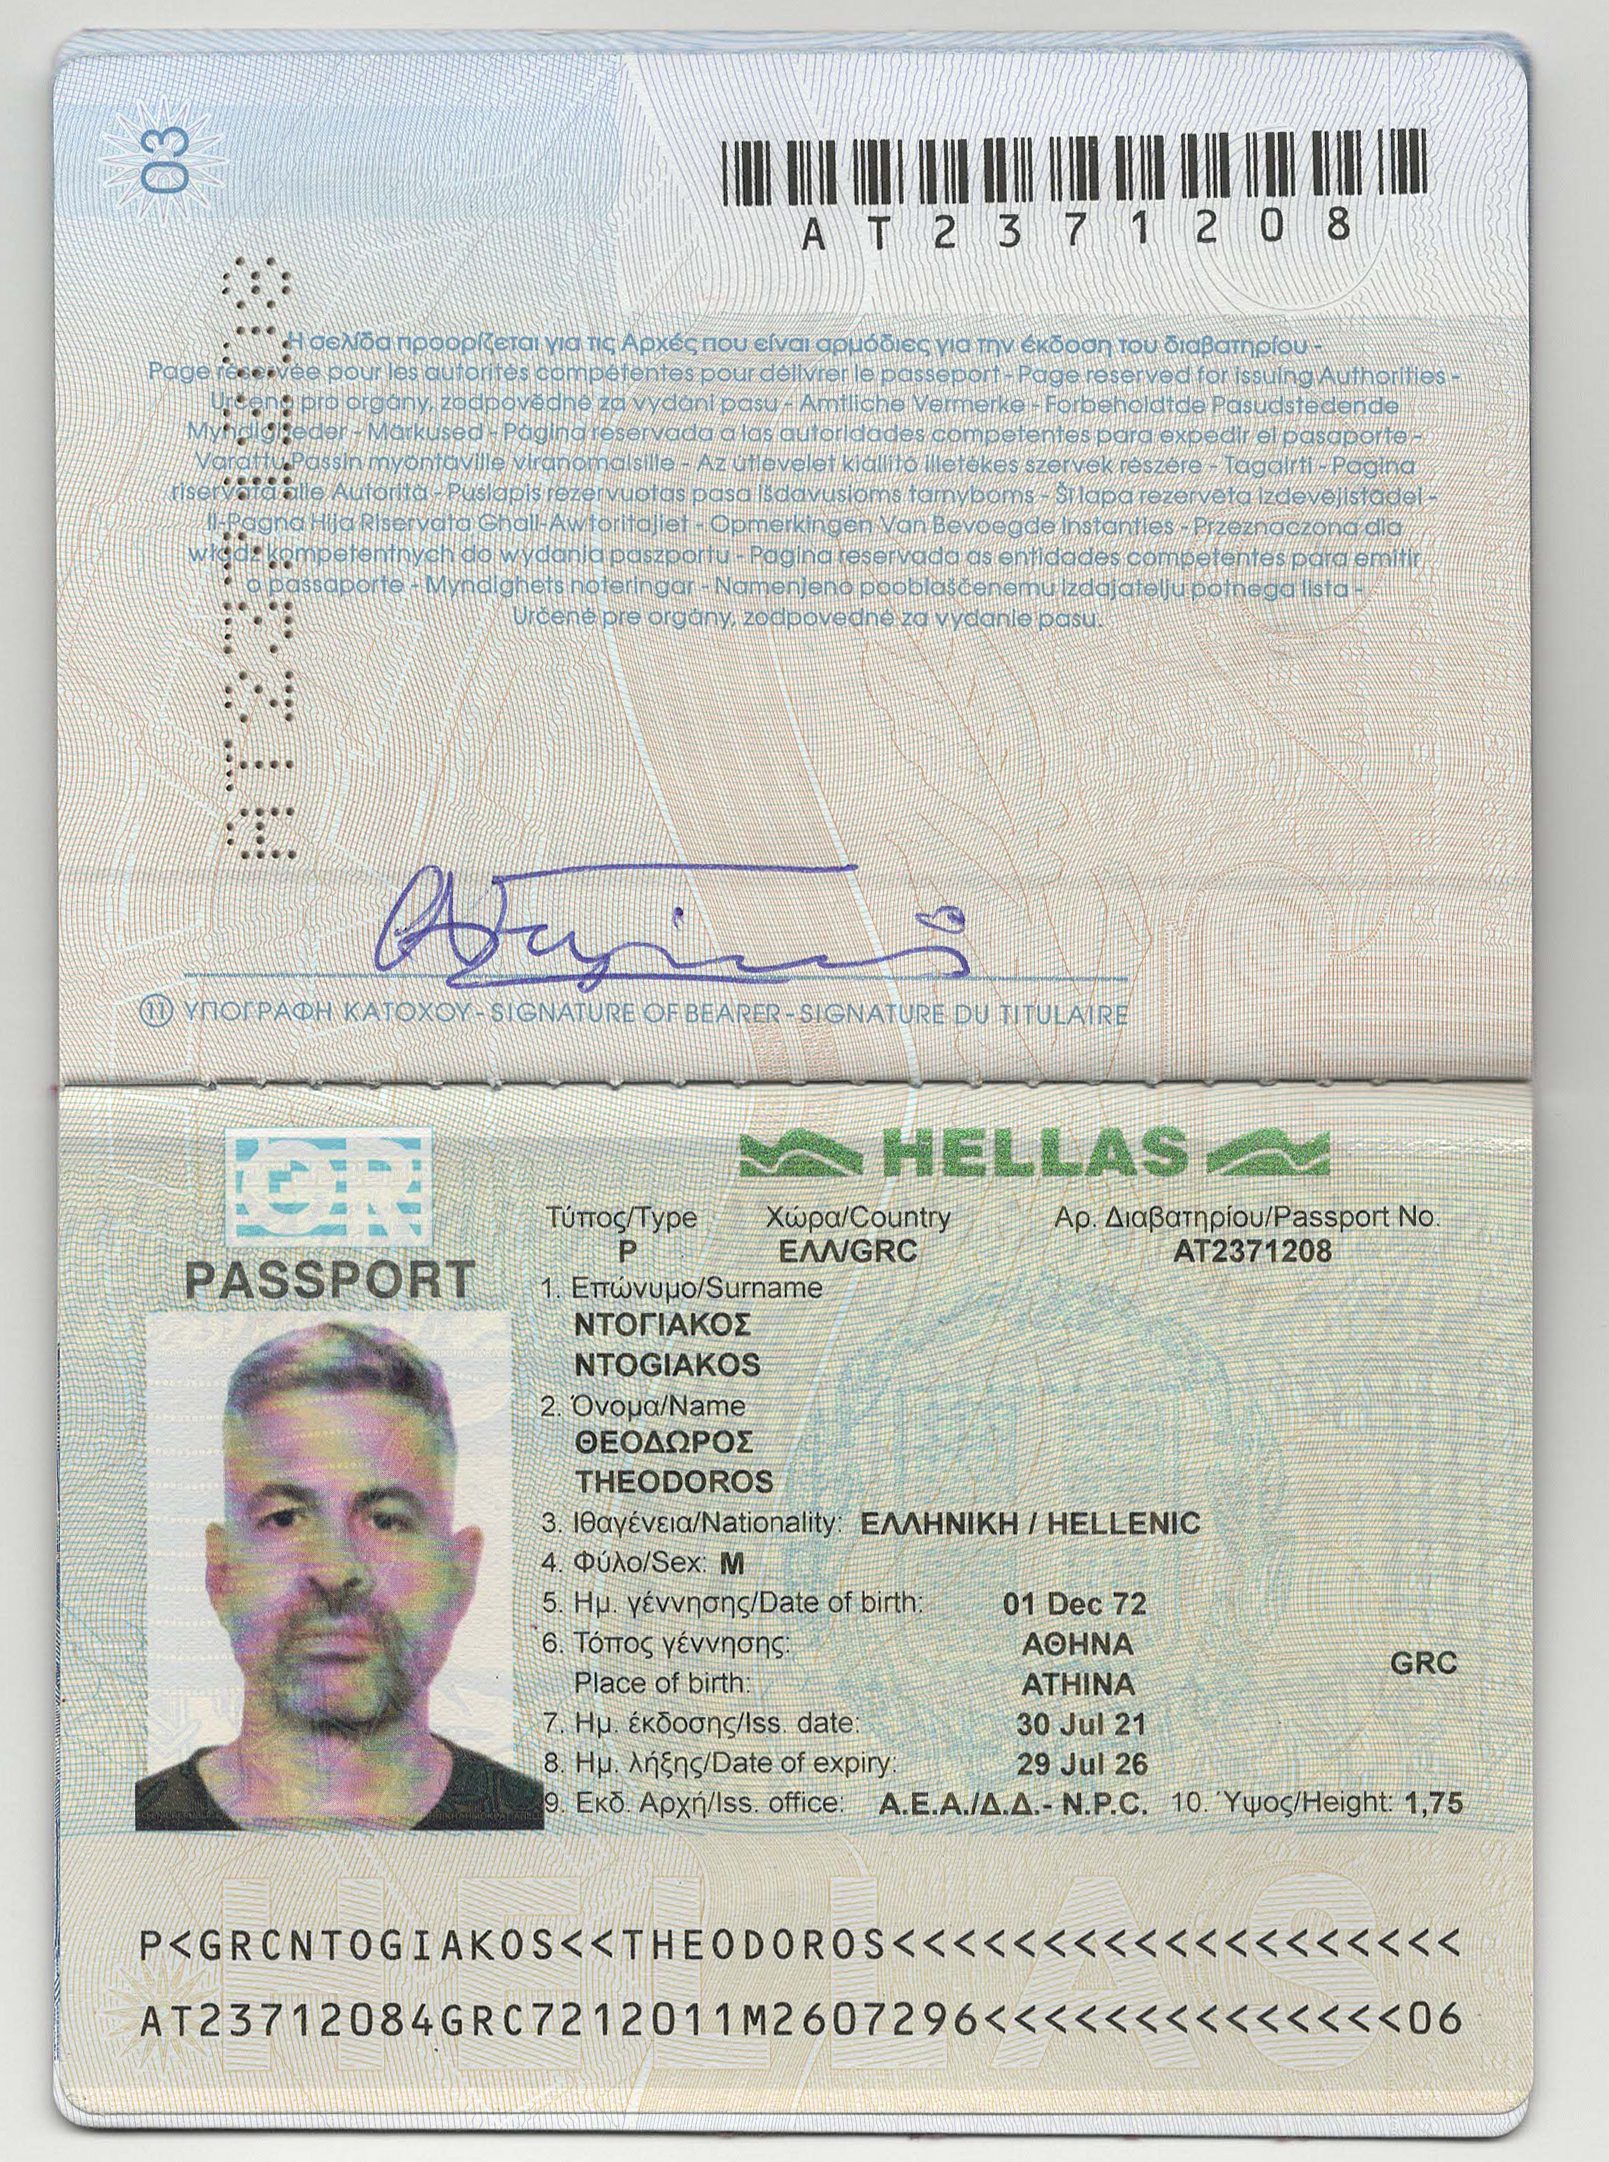 03
AT2371208
AT2371208
Η σελίδα προορίζεται για τις Αρχές που είναι αρμόδιες για την έκδοση του διαβατηρίου -
Page réservée pour les autorités compétentes pour délivrer le passeport - Page reserved for issuing Authorities -
Určeno pro orgány, zodpovědné za vydání pasu - Amtliche Vermerke - Forbeholdtde Pasudstedende
Myndigheder - Märkused - Página reservada a las autoridades competentes para expedir el pasaporte -
Varattu Passin myöntäville viranomaisille - Az útlevelet kiállító illetékes szervek részére - Tagairti - Pagina
riservata alle Autorità - Puslapis rezervuotas pasa išdavusioms tarnyboms - Šī lapa rezervēta izdevējiestādei -
Il-Pagna Hija Riservata Ghall-Awtoritajiet - Opmerkingen Van Bevoegde Instanties - Przeznaczona dla
władz kompetentnych do wydania paszportu - Pagina reservada as entidades competentes para emitir
o passaporte - Myndighets noteringar - Namenjeno pooblaščenemu izdajatelju potnega lista -
Určené pre orgány, zodpovedné za vydanie pasu.
11 ΥΠΟΓΡΑΦΗ ΚΑΤΟΧΟΥ - SIGNATURE OF BEARER - SIGNATURE DU TITULAIRE
GR
HELLAS
PASSPORT
Τύπος/Type Χώρα/Country Αρ. Διαβατηρίου/Passport No.
P ΕΛΛ/GRC AT2371208
1. Επώνυμο/Surname
ΝΤΟΓΙΑΚΟΣ
NTOGIAKOS
2. Όνομα/Name
ΘΕΟΔΩΡΟΣ
THEODOROS
3. Ιθαγένεια/Nationality: ΕΛΛΗΝΙΚΗ / HELLENIC
4. Φύλο/Sex: M
5. Ημ. γέννησης/Date of birth: 01 Dec 72
6. Τόπος γέννησης: ΑΘΗΝΑ
GRC
Place of birth: ATHINA
7. Ημ. έκδοσης/Iss. date: 30 Jul 21
8. Ημ. λήξης/Date of expiry: 29 Jul 26
9. Εκδ. Αρχή/Iss. office: Α.Ε.Α./Δ.Δ.- N.P.C. 10. Ύψος/Height: 1,75
HELLAS
P<GRCNTOGIAKOS<<THEODOROS<<<<<<<<<<<<<<<<<<<
AT23712084GRC7212011M2607296<<<<<<<<<<<<<<06